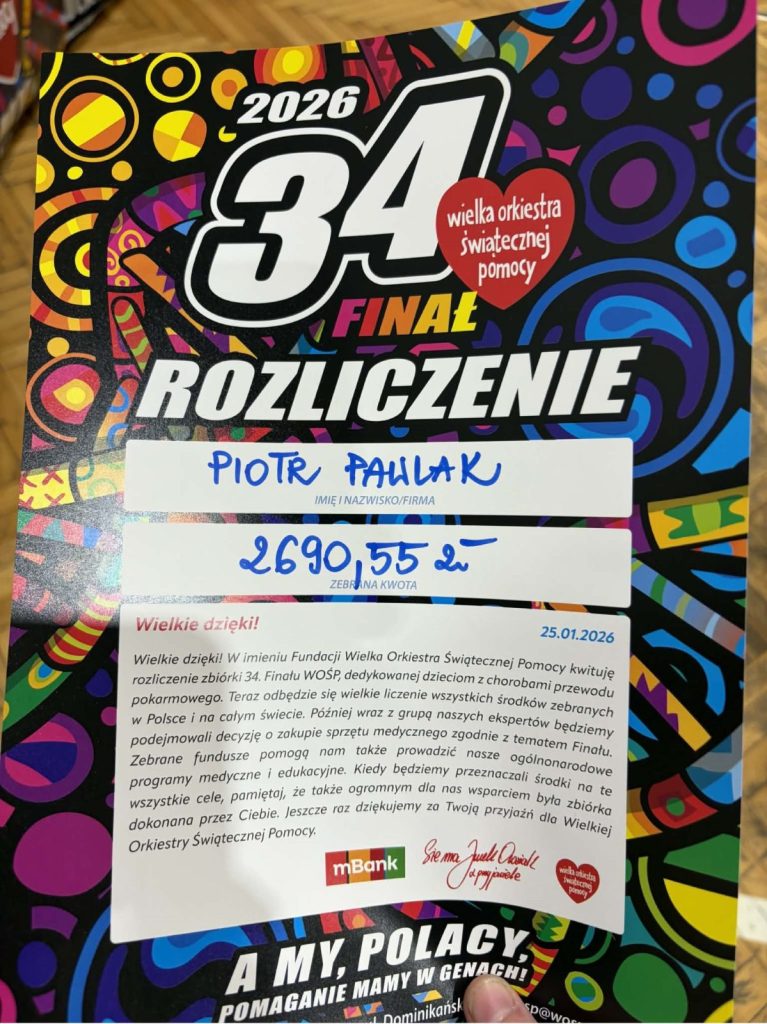 2026
34
FINAŁ
wielka orkiestra
świątecznej
pomocy
ROZLICZENIE
PIOTR PAWLAK
IMIĘ I NAZWISKO/FIRMA
2690,55 zł
ZEBRANA KWOTA
Wielkie dzięki!
25.01.2026
Wielkie dzięki! W imieniu Fundacji Wielka Orkiestra Świątecznej Pomocy kwituję
rozliczenie zbiórki 34. Finału WOŚP, dedykowanej dzieciom z chorobami przewodu
pokarmowego. Teraz odbędzie się wielkie liczenie wszystkich środków zebranych
w Polsce i na całym świecie. Później wraz z grupą naszych ekspertów będziemy
podejmowali decyzję o zakupie sprzętu medycznego zgodnie z tematem Finału.
Zebrane fundusze pomogą nam także prowadzić nasze ogólnonarodowe
programy medyczne i edukacyjne. Kiedy będziemy przeznaczali środki na te
wszystkie cele, pamiętaj, że także ogromnym dla nas wsparciem była zbiórka
dokonana przez Ciebie. Jeszcze raz dziękujemy za Twoją przyjaźń dla Wielkiej
Orkiestry Świątecznej Pomocy.
mBank
Sie ma Jurek Owsiak
z przyjaciele
wielka orkiestra
świątecznej
pomocy
A MY, POLACY,
POMAGANIE MAMY W GENACH!
Dominikańsk